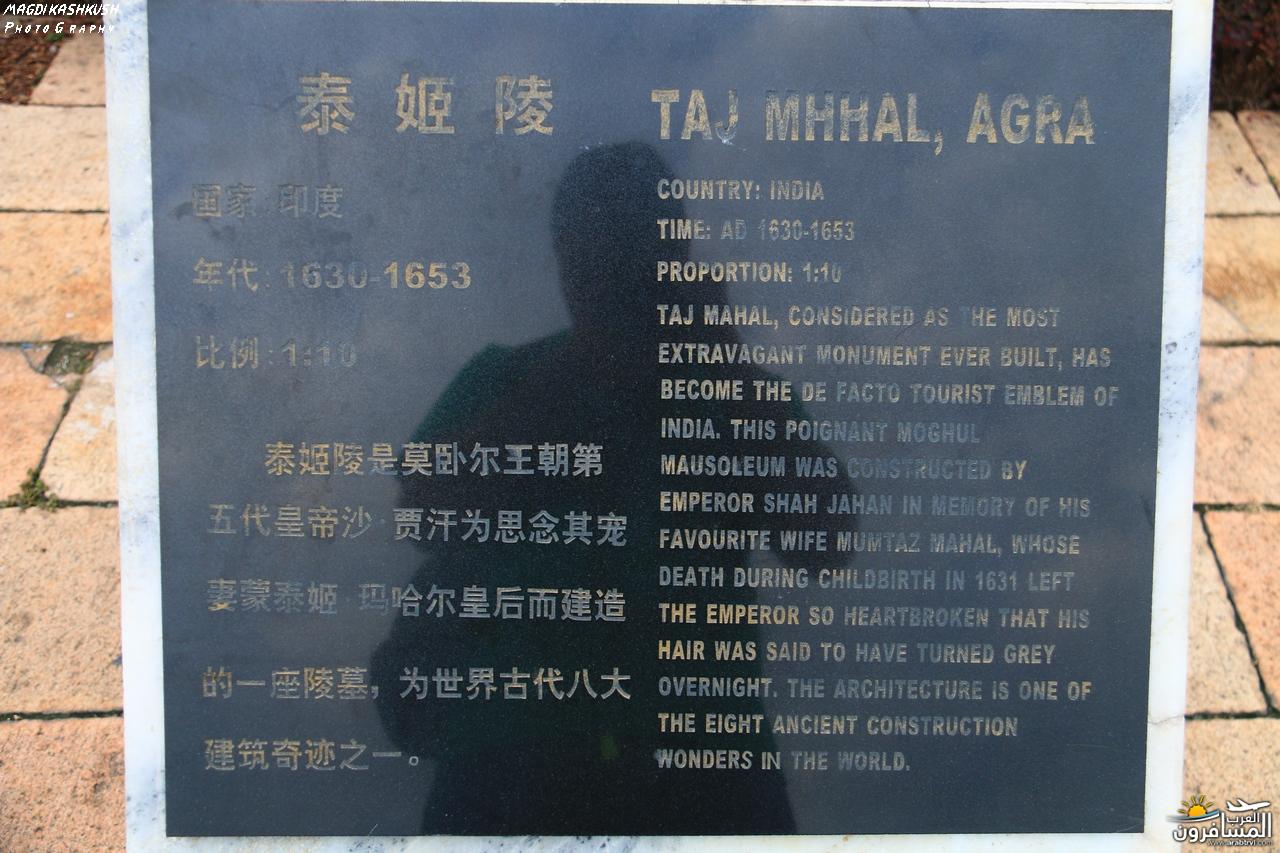 MAGDI KASHKUSH
PHOTOGRAPHY
泰姬陵
国家:印度
年代:1630-1653
比例:1:10
泰姬陵是莫卧尔王朝第
五代皇帝沙·贾汗为思念其宠
妻蒙泰姬·玛哈尔皇后而建造
的一座陵墓，为世界古代八大
建筑奇迹之一。
TAJ MHHAL, AGRA
COUNTRY: INDIA
TIME: AD 1630-1653
PROPORTION: 1:10
TAJ MAHAL, CONSIDERED AS THE MOST
EXTRAVAGANT MONUMENT EVER BUILT, HAS
BECOME THE DE FACTO TOURIST EMBLEM OF
INDIA. THIS POIGNANT MOGHUL
MAUSOLEUM WAS CONSTRUCTED BY
EMPEROR SHAH JAHAN IN MEMORY OF HIS
FAVOURITE WIFE MUMTAZ MAHAL, WHOSE
DEATH DURING CHILDBIRTH IN 1631 LEFT
THE EMPEROR SO HEARTBROKEN THAT HIS
HAIR WAS SAID TO HAVE TURNED GREY
OVERNIGHT. THE ARCHITECTURE IS ONE OF
THE EIGHT ANCIENT CONSTRUCTION
WONDERS IN THE WORLD.
العرب
المسافرون
www.arabtrvl.com